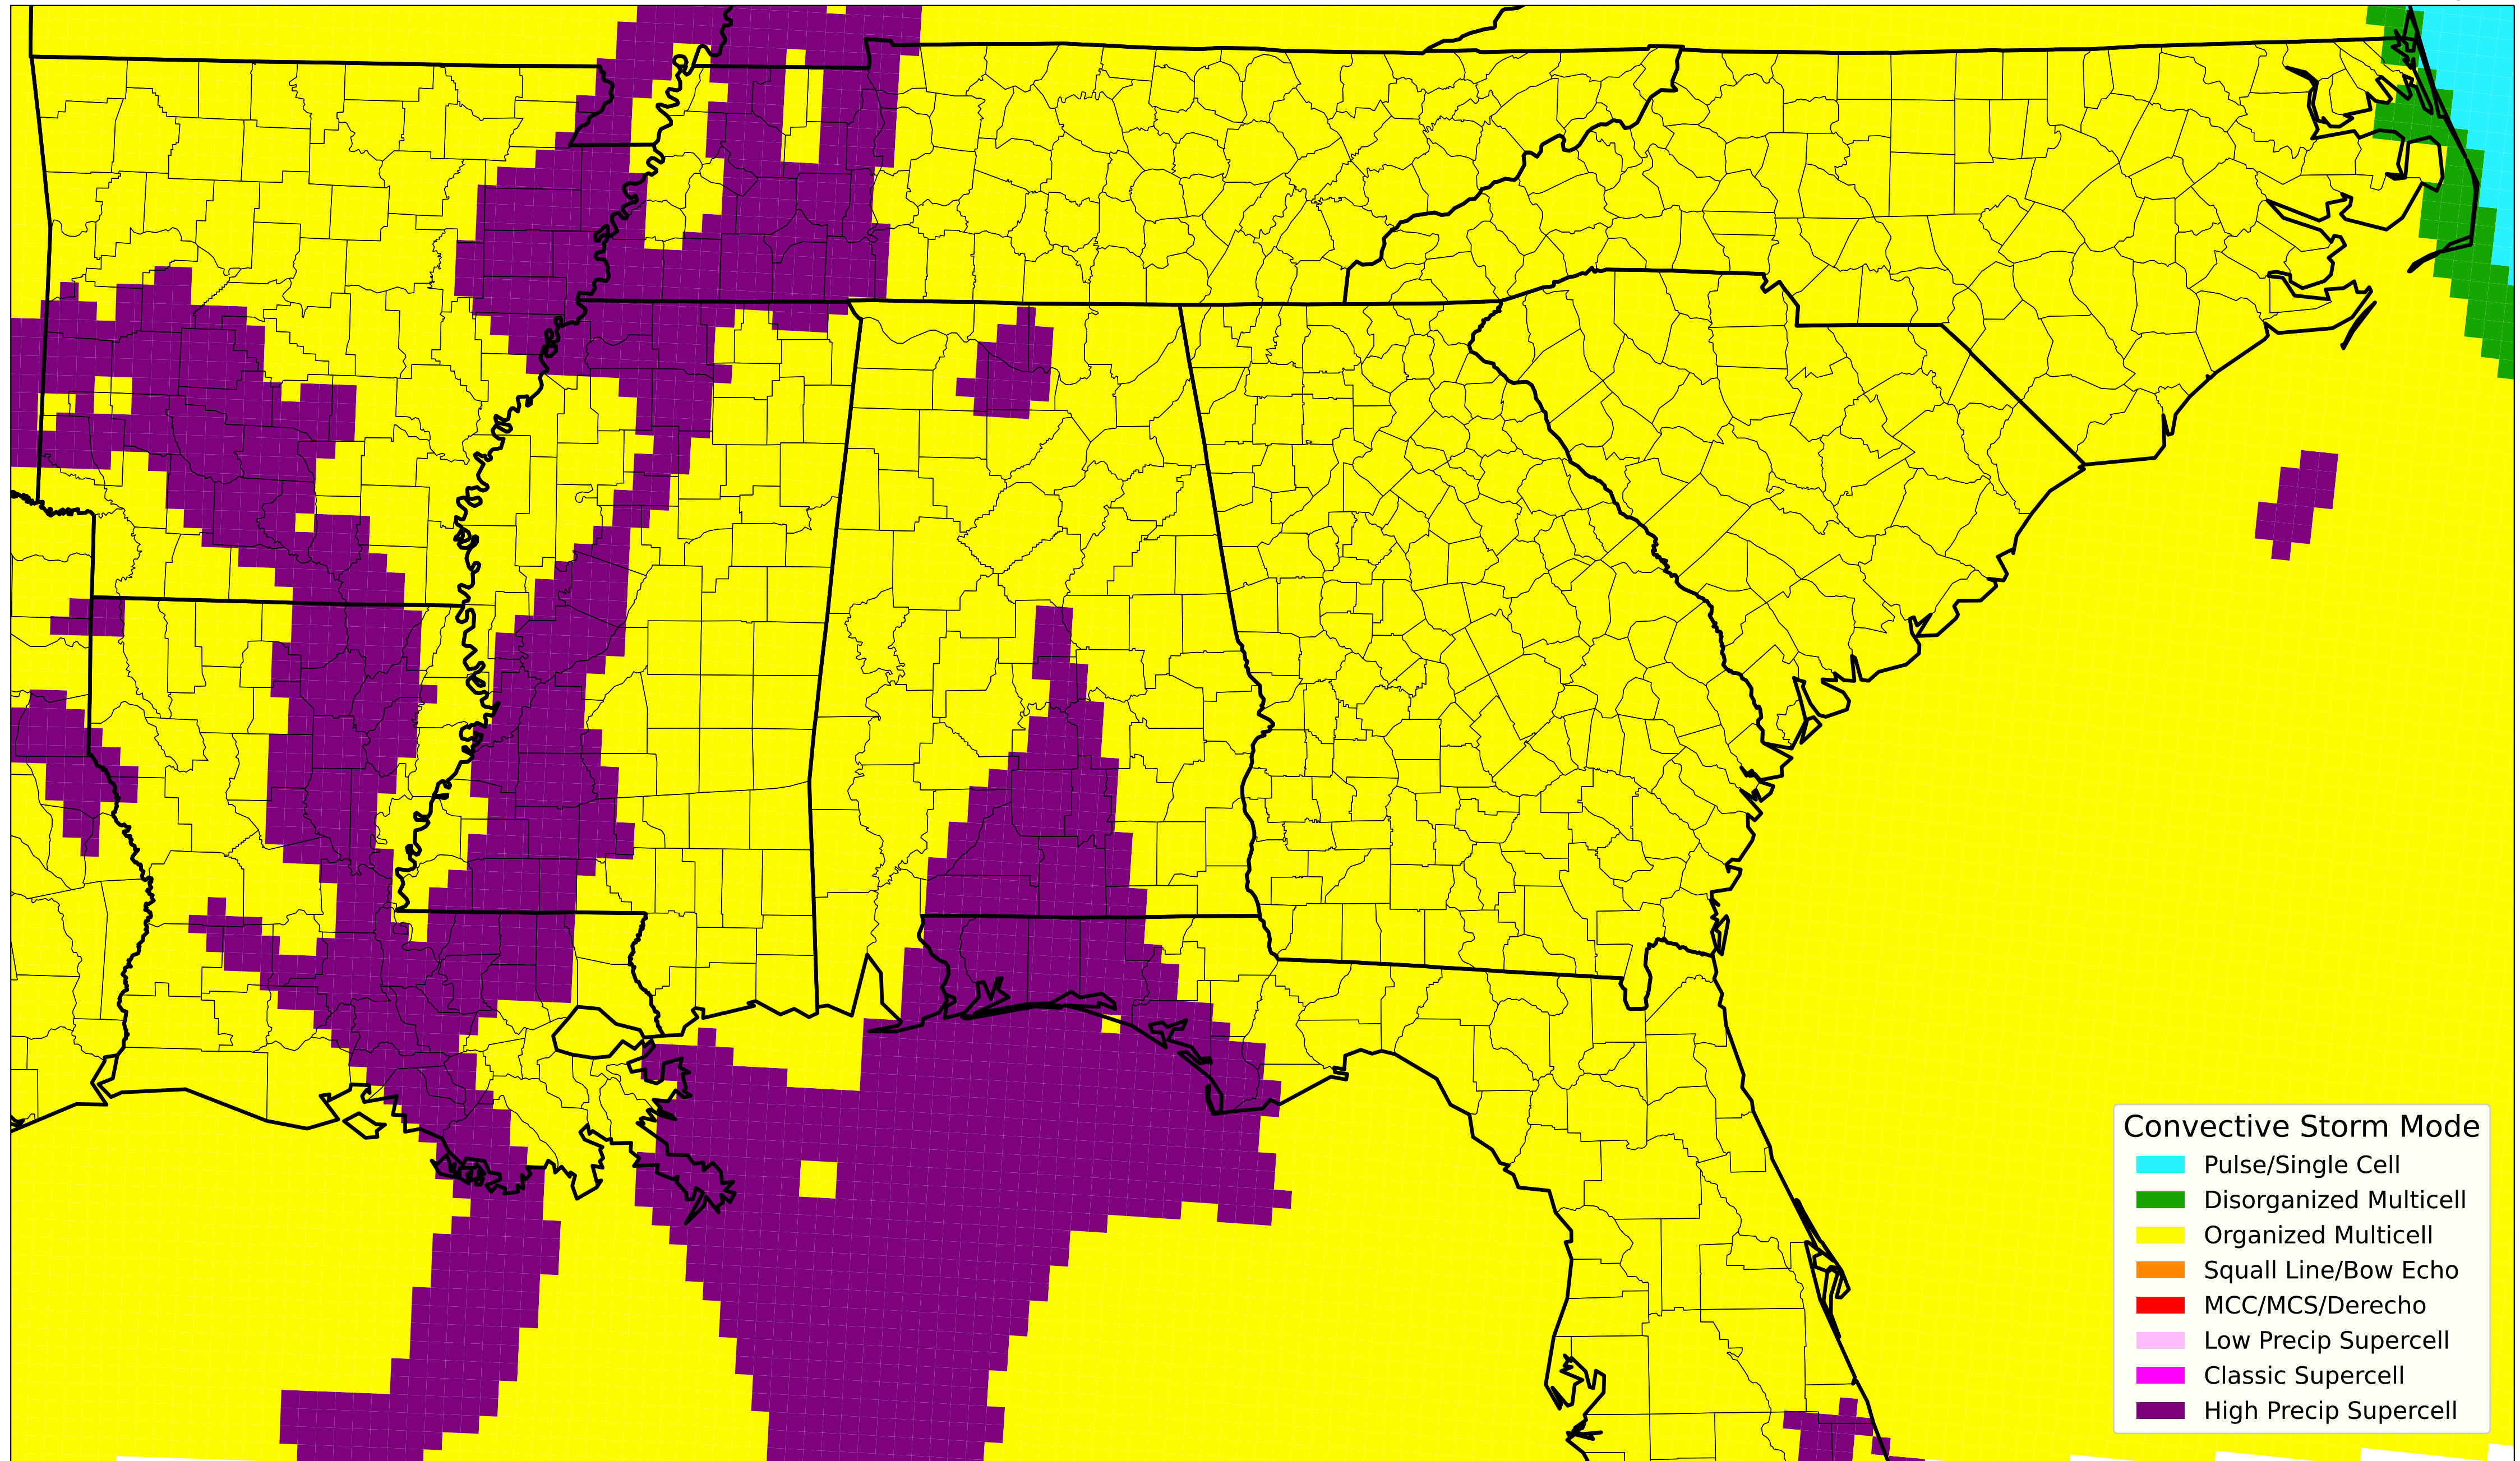 Convective Storm Mode
Pulse/Single Cell
Disorganized Multicell
Organized Multicell
Squall Line/Bow Echo
MCC/MCS/Derecho
Low Precip Supercell
Classic Supercell
High Precip Supercell